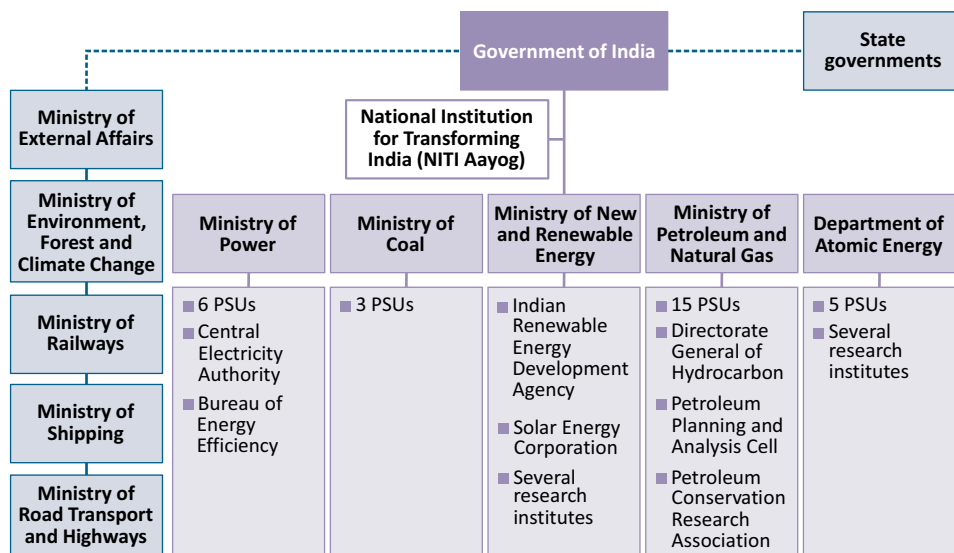 Government of India
State
governments
National Institution
for Transforming
India (NITI Aayog)
Ministry of
External Affairs
Ministry of
Environment,
Forest and
Climate Change
Ministry of
Railways
Ministry of
Shipping
Ministry of
Road Transport
and Highways
Ministry of
Power
6 PSUs
Central
Electricity
Authority
Bureau of
Energy
Efficiency
Ministry of
Coal
3 PSUs
Ministry of New
and Renewable
Energy
Indian
Renewable
Energy
Development
Agency
Solar Energy
Corporation
Several
research
institutes
Ministry of
Petroleum and
Natural Gas
15 PSUs
Directorate
General of
Hydrocarbon
Petroleum
Planning and
Analysis Cell
Petroleum
Conservation
Research
Association
Department of
Atomic Energy
5 PSUs
Several
research
institutes